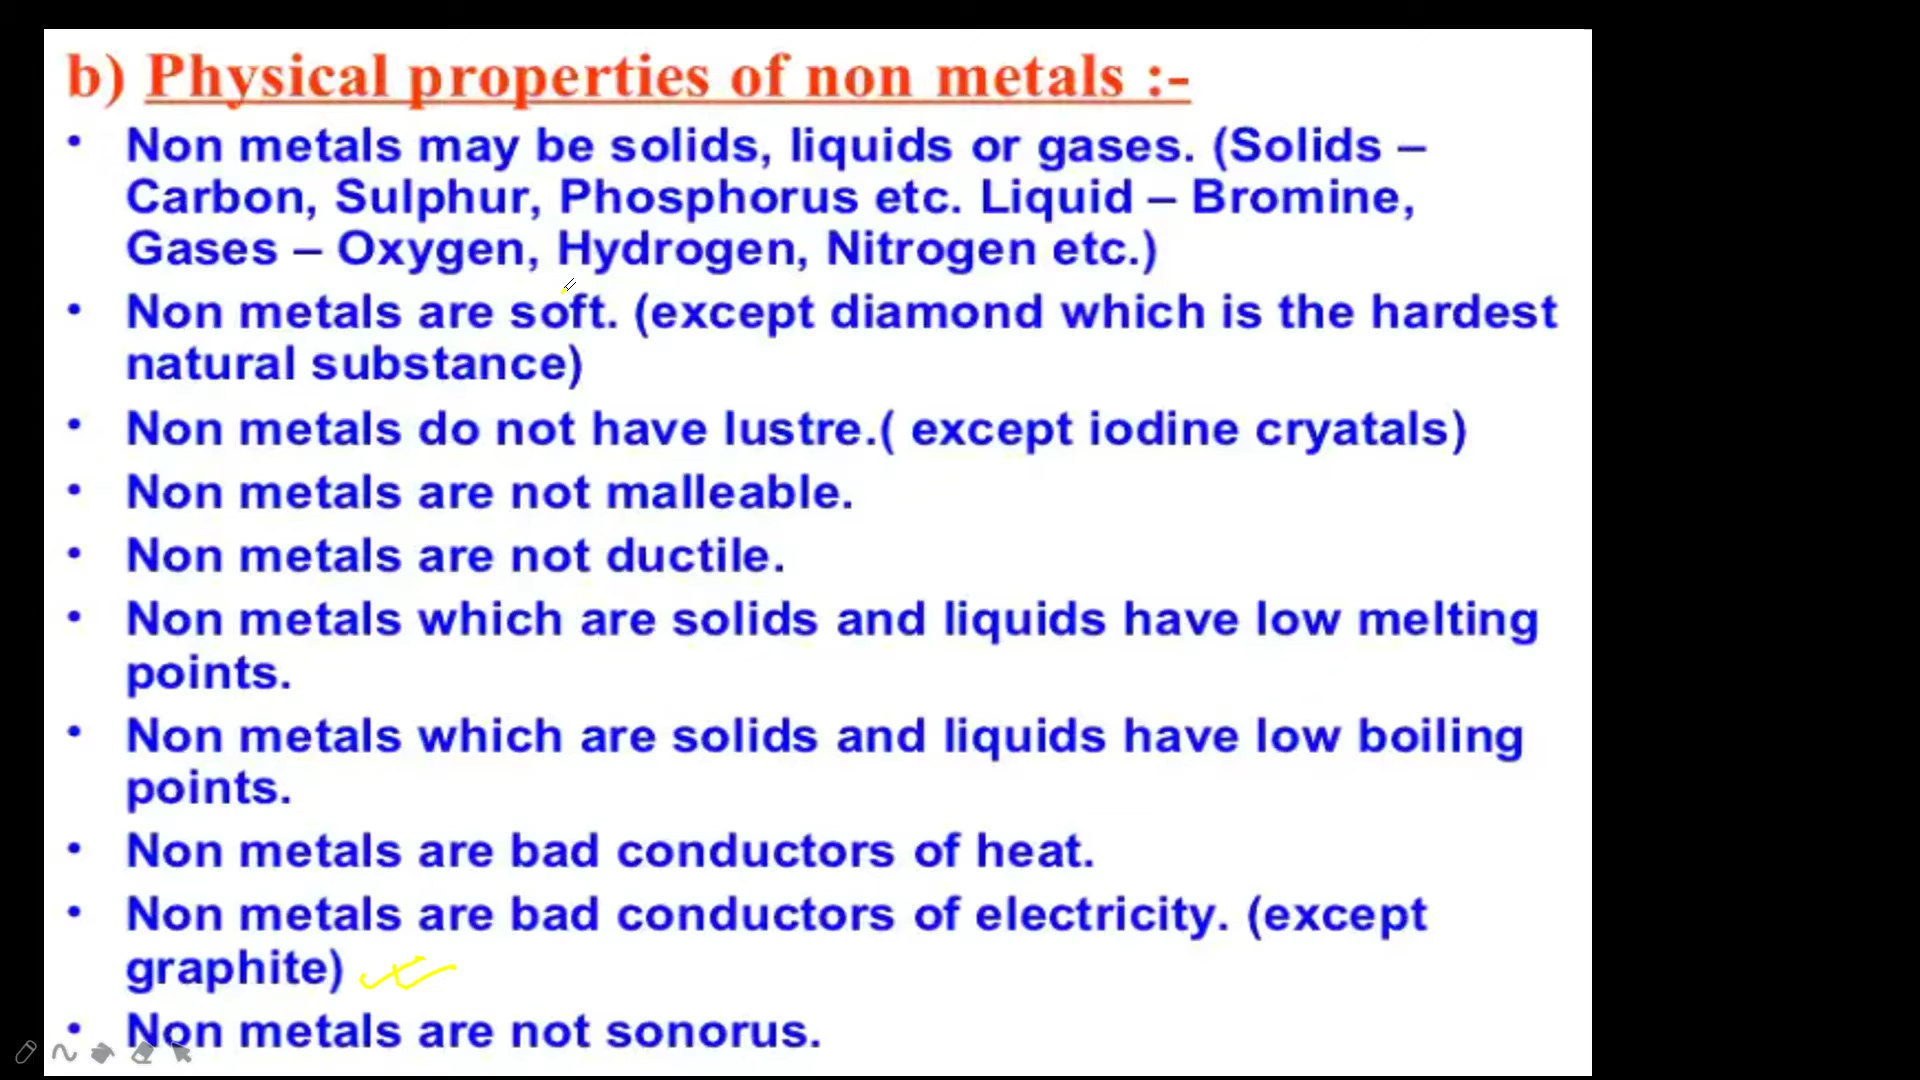 b) Physical properties of non metals :-
• Non metals may be solids, liquids or gases. (Solids –
Carbon, Sulphur, Phosphorus etc. Liquid – Bromine,
Gases – Oxygen, Hydrogen, Nitrogen etc.)
• Non metals are soft. (except diamond which is the hardest
natural substance)
• Non metals do not have lustre.( except iodine cryatals)
• Non metals are not malleable.
• Non metals are not ductile.
• Non metals which are solids and liquids have low melting
points.
• Non metals which are solids and liquids have low boiling
points.
• Non metals are bad conductors of heat.
• Non metals are bad conductors of electricity. (except
graphite)
• Non metals are not sonorus.